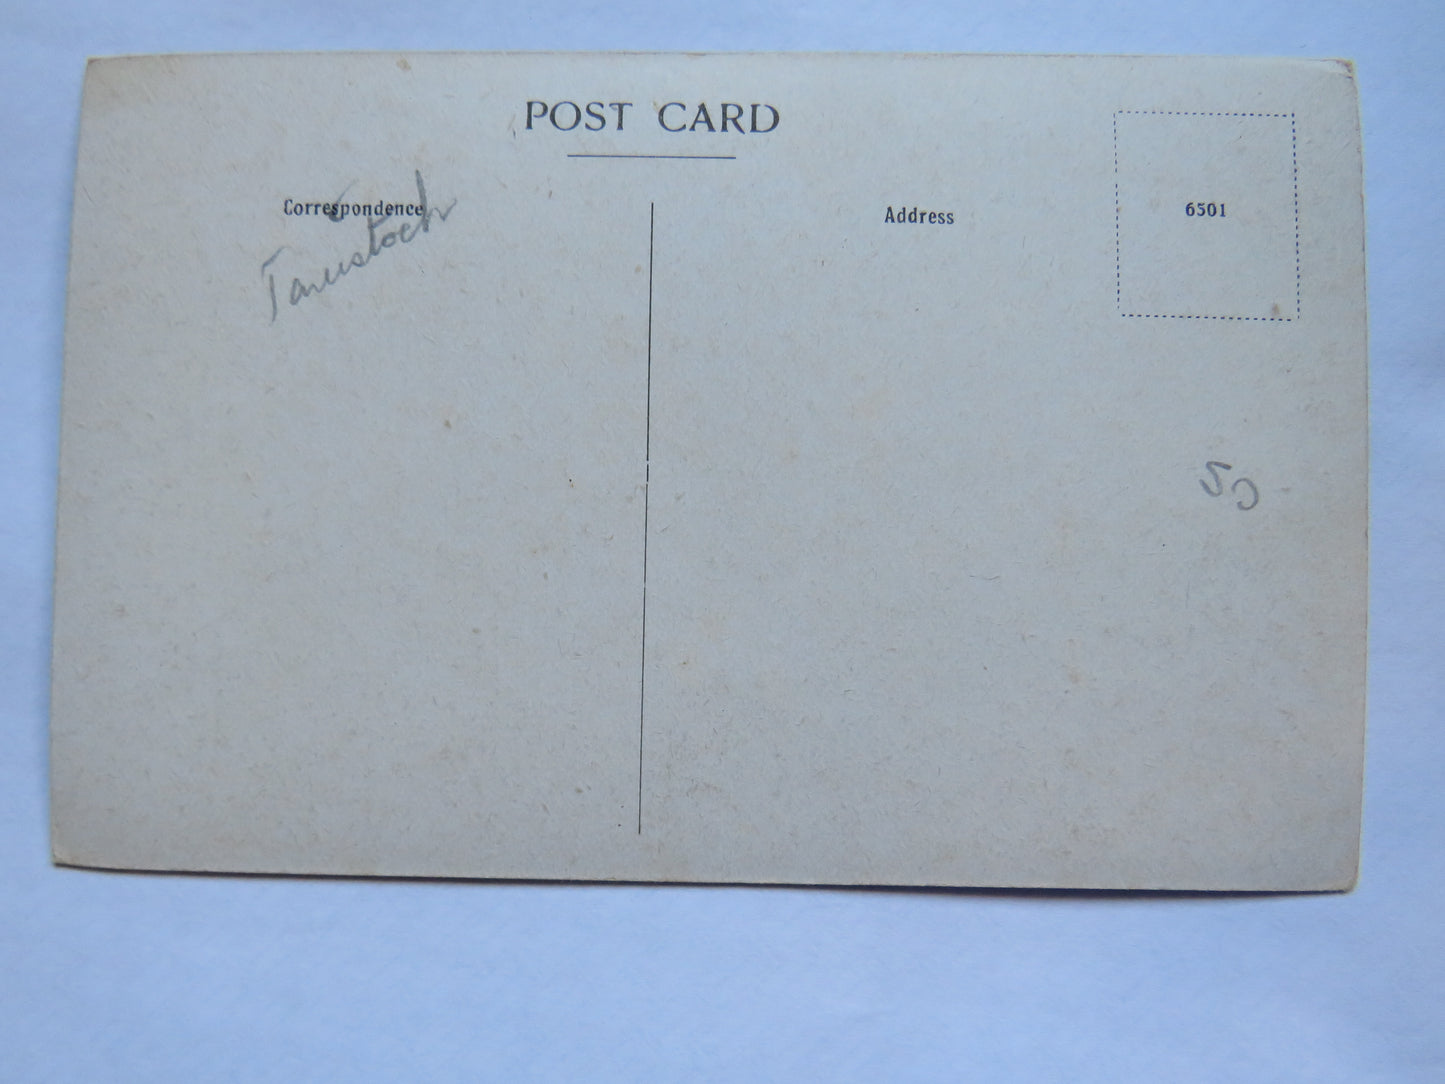 POST CARD
Correspondence
Address
6501
Tavistock
50